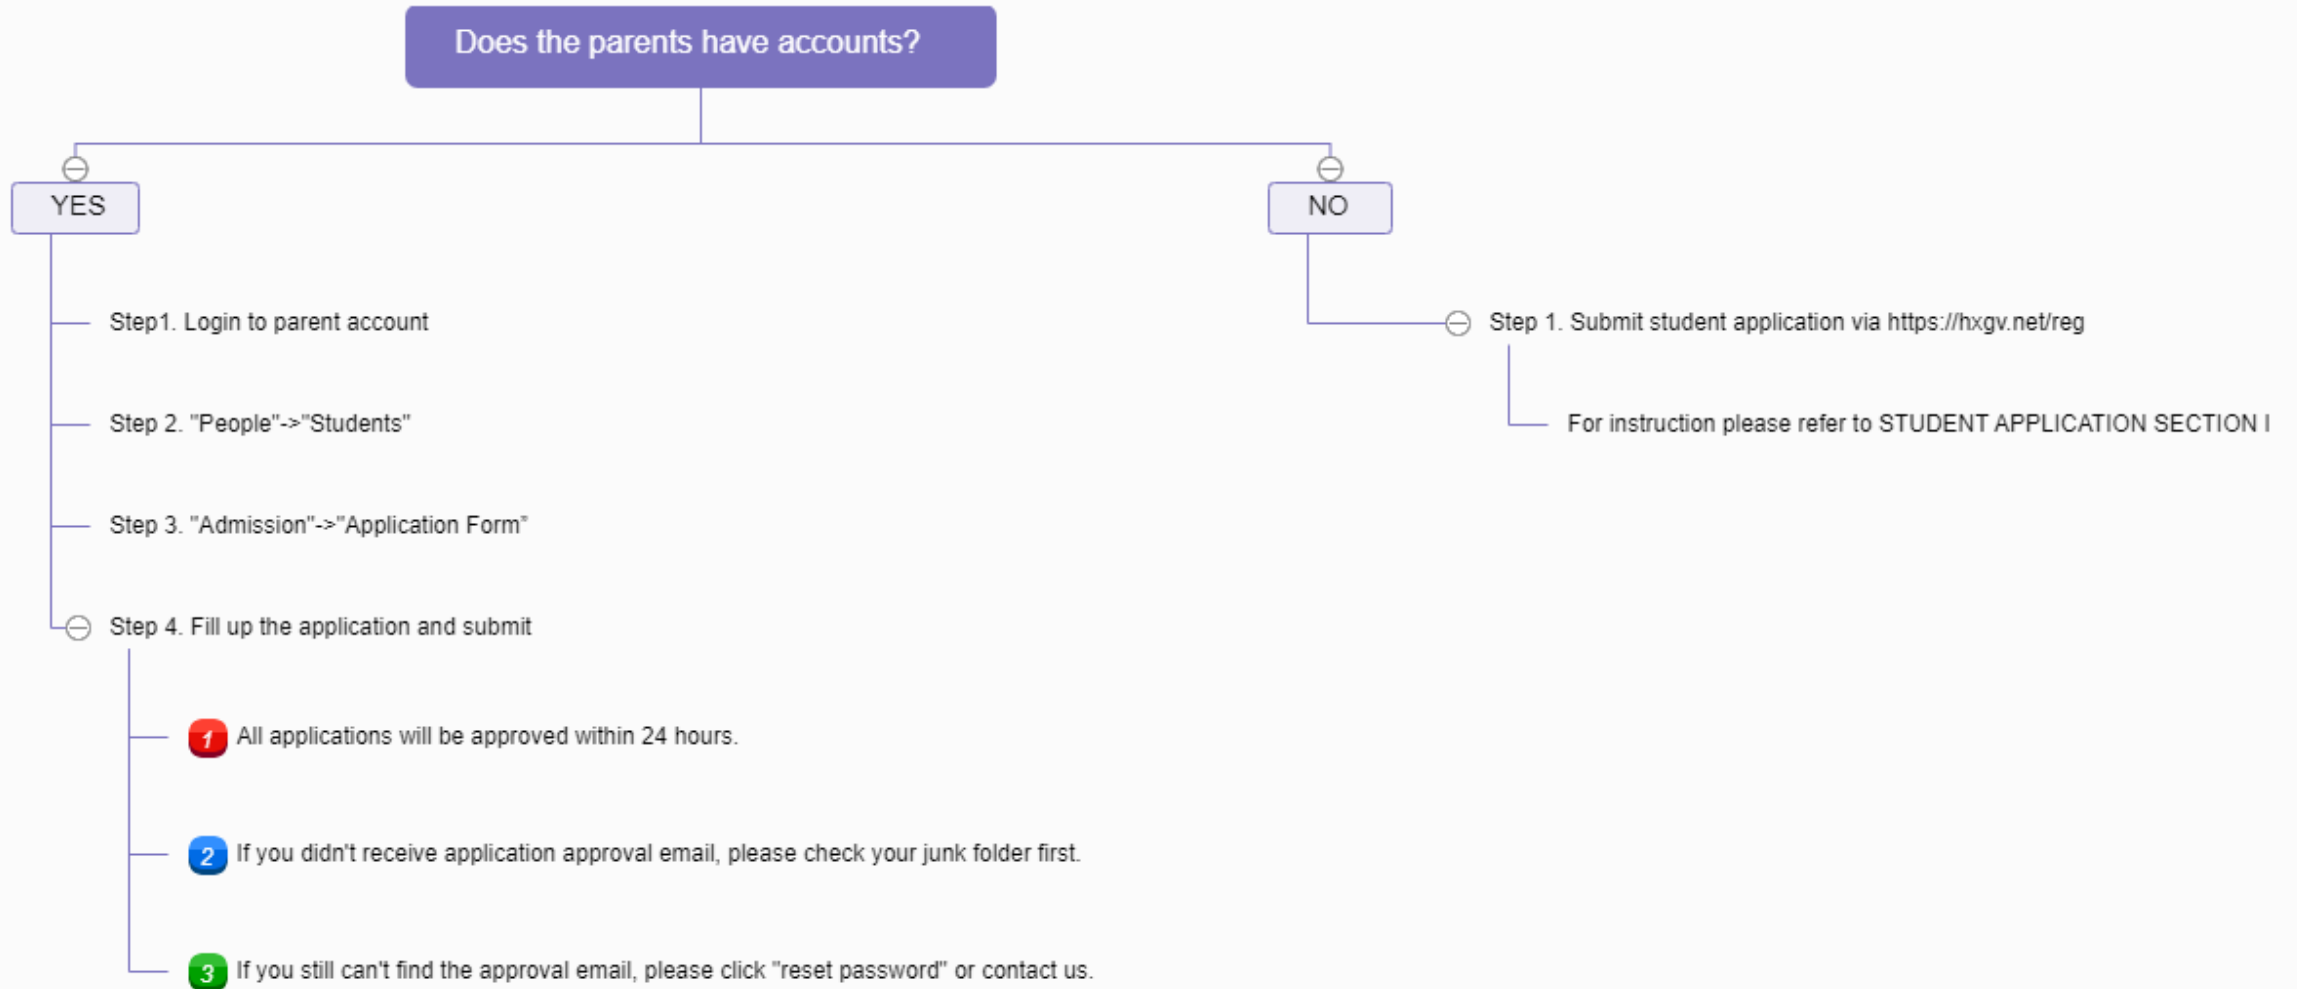 Does the parents have accounts?
YES
Step1. Login to parent account
Step 2. "People"->"Students"
Step 3. "Admission"->"Application Form"
Step 4. Fill up the application and submit
1 All applications will be approved within 24 hours.
2 If you didn't receive application approval email, please check your junk folder first.
3 If you still can't find the approval email, please click "reset password" or contact us.
NO
Step 1. Submit student application via https://hxgv.net/reg
For instruction please refer to STUDENT APPLICATION SECTION I